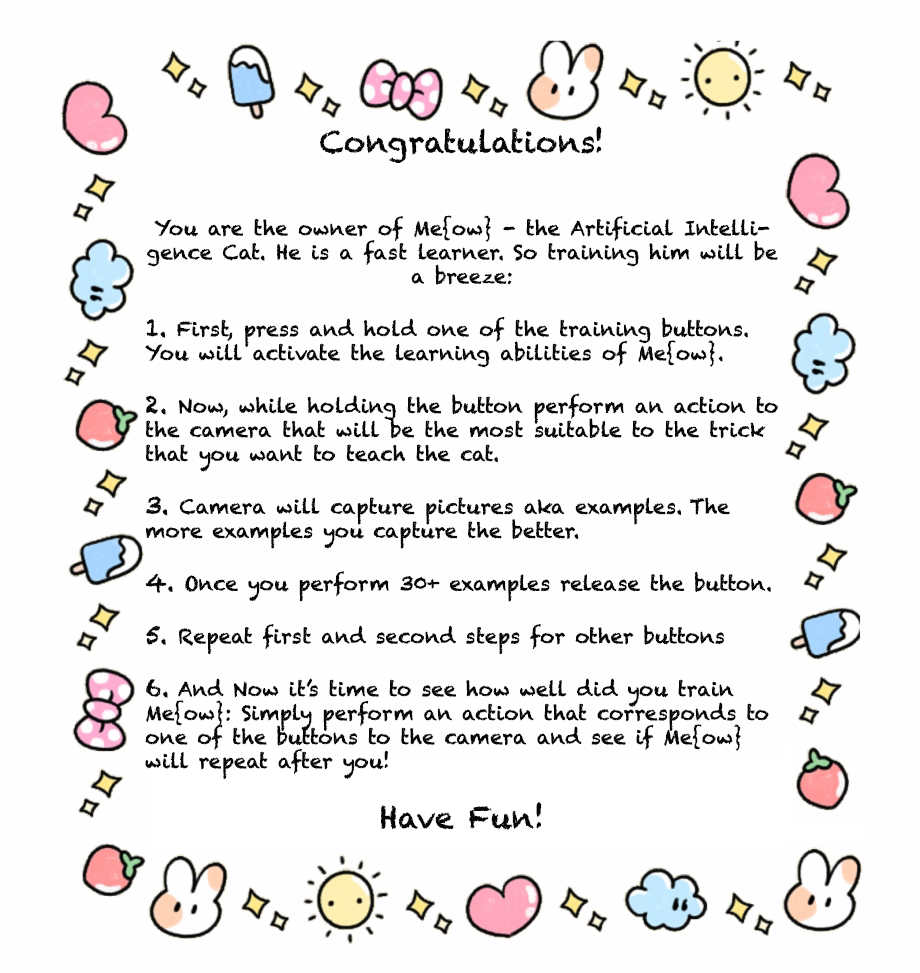 Congratulations!
You are the owner of Me{ow} - the Artificial Intelli-
gence Cat. He is a fast learner. So training him will be
a breeze:
1. First, press and hold one of the training buttons.
You will activate the learning abilities of Me{ow}.
2. Now, while holding the button perform an action to
the camera that will be the most suitable to the trick
that you want to teach the cat.
3. Camera will capture pictures aka examples. The
more examples you capture the better.
4. Once you perform 30+ examples release the button.
5. Repeat first and second steps for other buttons
6. And Now it's time to see how well did you train
Me{ow}: Simply perform an action that corresponds to
one of the buttons to the camera and see if Me{ow}
will repeat after you!
Have Fun!